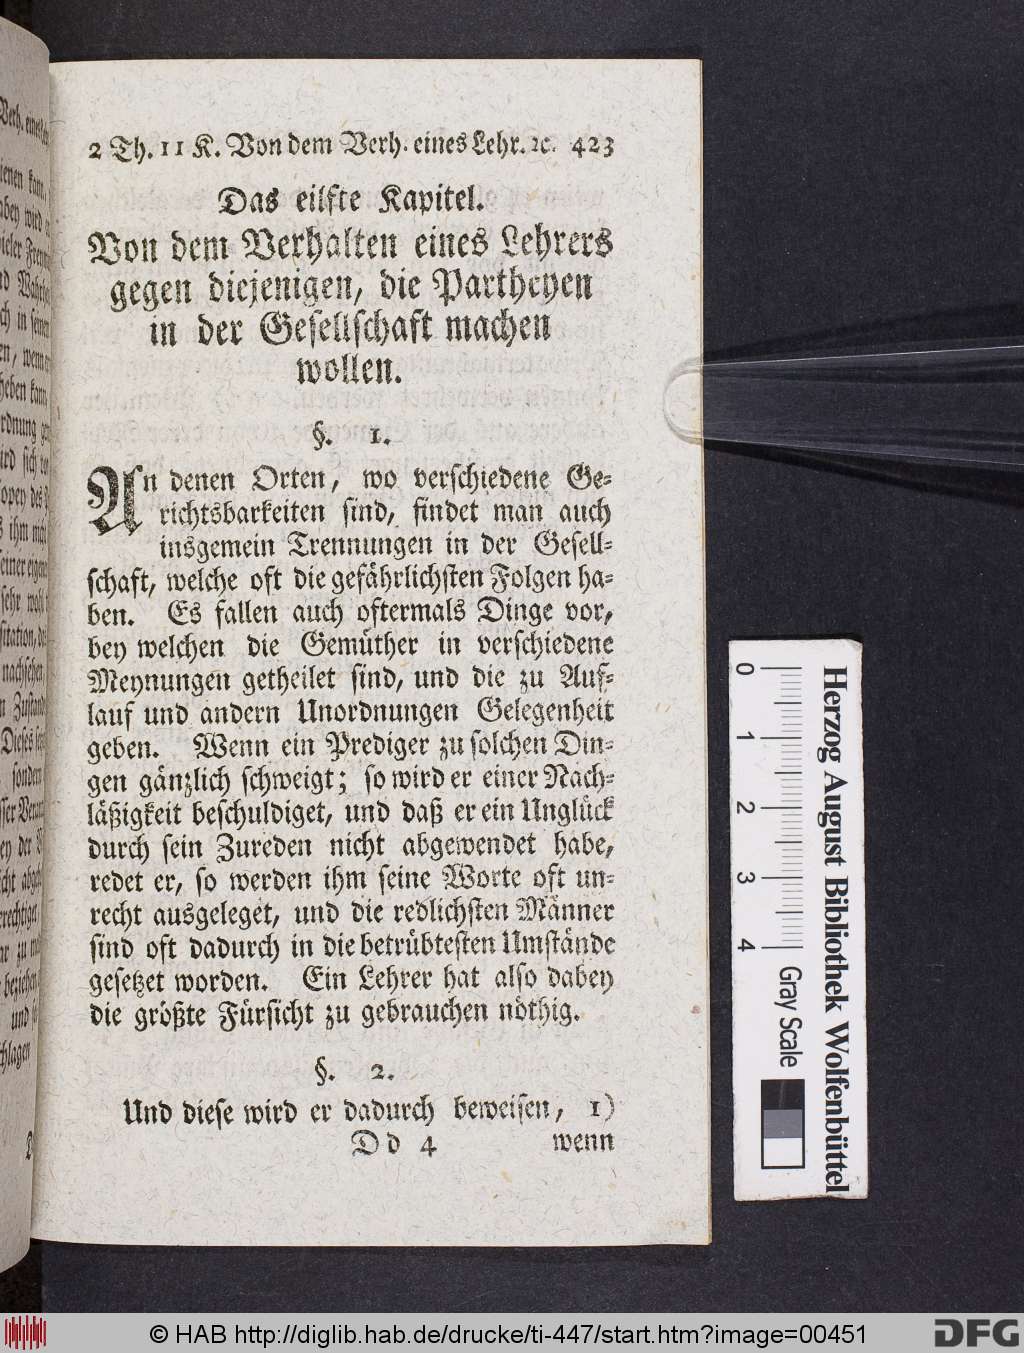 2 Th. 11 K. Von dem Verh. eines Lehr. ꝛc. 423
Das eilfte Kapitel.
Von dem Verhalten eines Lehrers
gegen diejenigen, die Partheyen
in der Gesellschaft machen
wollen.
§. 1.
An denen Orten, wo verschiedene Ge=
richtsbarkeiten sind, findet man auch
insgemein Trennungen in der Gesell=
schaft, welche oft die gefährlichsten Folgen ha=
ben. Es fallen auch oftermals Dinge vor,
bey welchen die Gemüther in verschiedene
Meynungen getheilet sind, und die zu Auf=
lauf und andern Unordnungen Gelegenheit
geben. Wenn ein Prediger zu solchen Din=
gen gänzlich schweigt; so wird er einer Nach=
läßigkeit beschuldiget, und daß er ein Unglück
durch sein Zureden nicht abgewendet habe,
redet er, so werden ihm seine Worte oft un=
recht ausgeleget, und die redlichsten Männer
sind oft dadurch in die betrübtesten Umstände
gesetzet worden. Ein Lehrer hat also dabey
die größte Fürsicht zu gebrauchen nöthig.
§. 2.
Und diese wird er dadurch beweisen, 1)
Dd 4 wenn
0 1 2 3 4
Gray Scale
Herzog August Bibliothek Wolfenbüttel
© HAB http://diglib.hab.de/drucke/ti-447/start.htm?image=00451
DFG